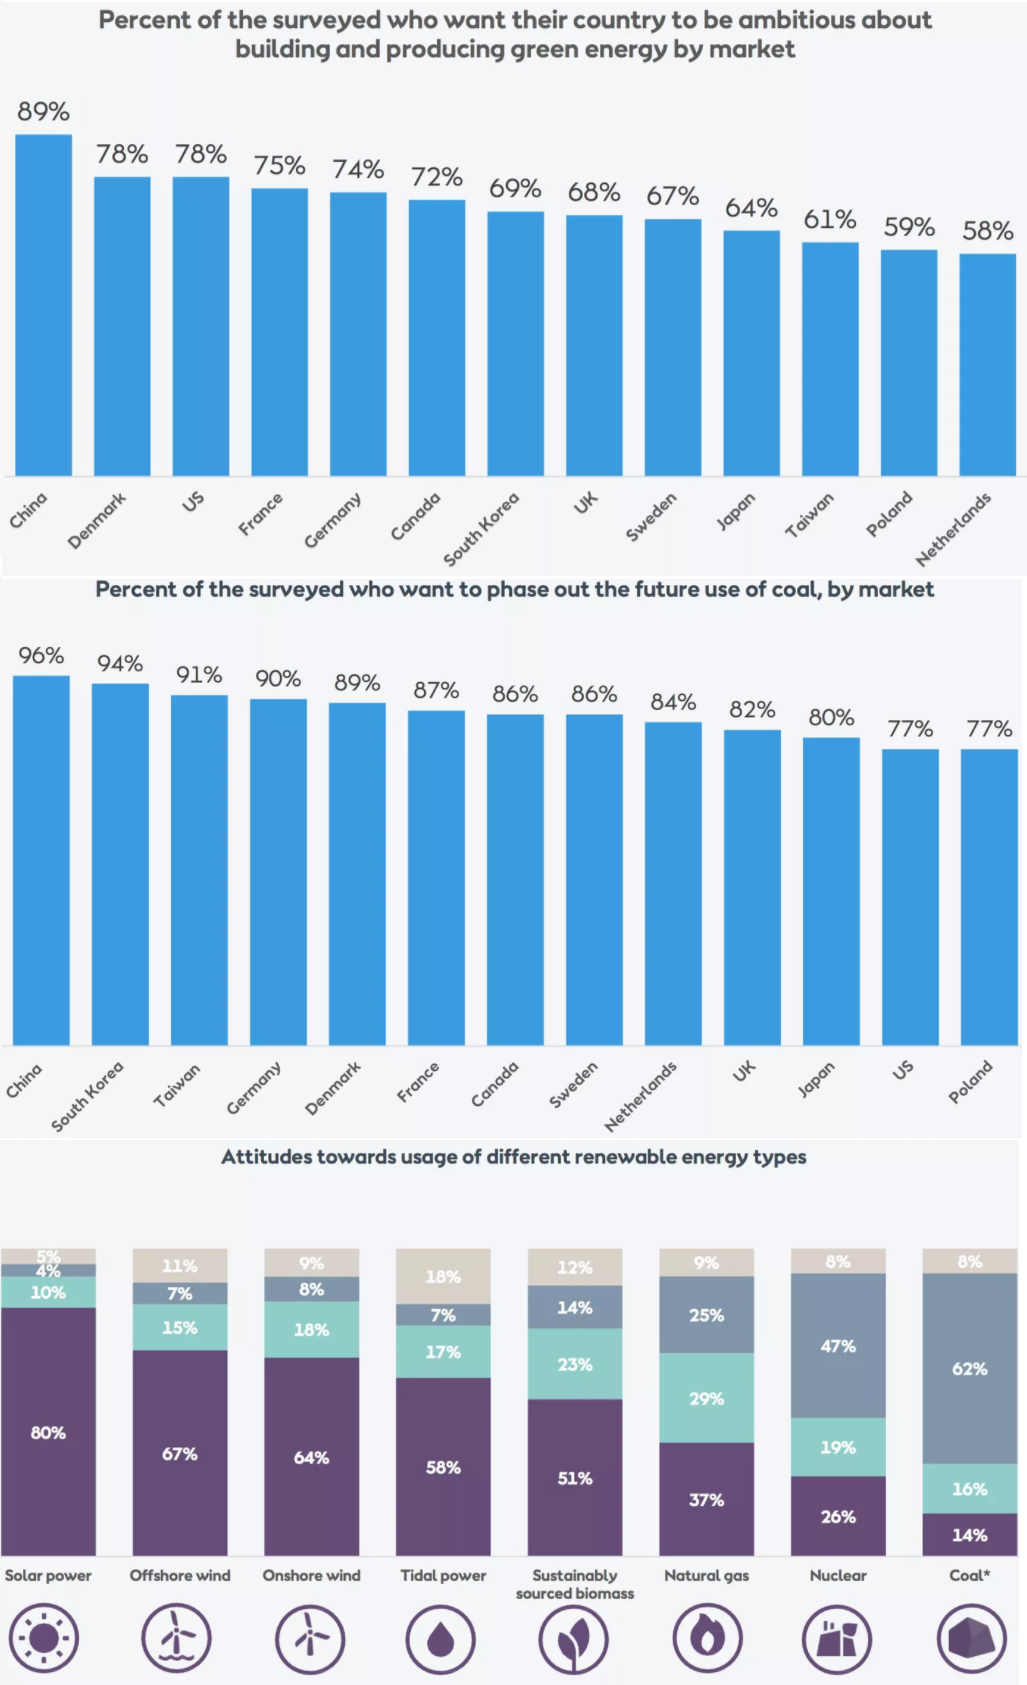 Percent of the surveyed who want their country to be ambitious about
building and producing green energy by market
89%
78%
78%
75%
74%
72%
69%
68%
67%
64%
61%
59%
58%
China
Denmark
US
France
Germany
Canada
South Korea
UK
Sweden
Japan
Taiwan
Poland
Netherlands
Percent of the surveyed who want to phase out the future use of coal, by market
96%
94%
91%
90%
89%
87%
86%
86%
84%
82%
80%
77%
77%
China
South Korea
Taiwan
Germany
Denmark
France
Canada
Sweden
Netherlands
UK
Japan
US
Poland
Attitudes towards usage of different renewable energy types
5%
4%
10%
80%
11%
7%
15%
67%
9%
8%
18%
64%
18%
7%
17%
58%
12%
14%
23%
51%
9%
25%
29%
37%
8%
47%
19%
26%
8%
62%
16%
14%
Solar power
Offshore wind
Onshore wind
Tidal power
Sustainably
sourced biomass
Natural gas
Nuclear
Coal*